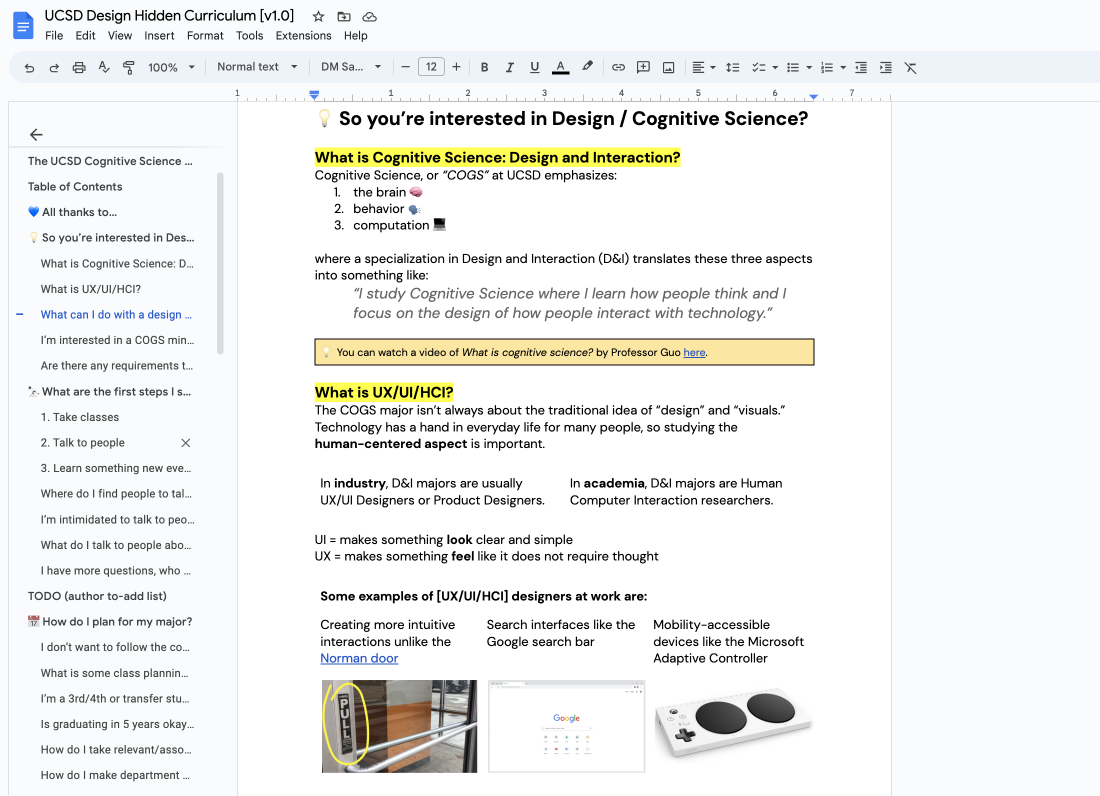 UCSD Design Hidden Curriculum [v1.0]
File Edit View Insert Format Tools Extensions Help
100% Normal text DM Sa... 12 B I U A
1 1 2 3 4 5 6 7
The UCSD Cognitive Science ...
Table of Contents
💙 All thanks to...
💡 So you're interested in Des...
What is Cognitive Science: D...
What is UX/UI/HCI?
What can I do with a design ...
I'm interested in a COGS min...
Are there any requirements t...
🔭 What are the first steps I s...
1. Take classes
2. Talk to people
3. Learn something new eve...
Where do I find people to tal...
I'm intimidated to talk to peo...
What do I talk to people abo...
I have more questions, who ...
TODO (author to-add list)
📅 How do I plan for my major?
I don't want to follow the co...
What is some class plannin...
I'm a 3rd/4th or transfer stu...
Is graduating in 5 years okay...
How do I take relevant/asso...
How do I make department ...
💡 So you're interested in Design / Cognitive Science?
What is Cognitive Science: Design and Interaction?
Cognitive Science, or “COGS” at UCSD emphasizes:
1. the brain 🧠
2. behavior 🗣️
3. computation 💻
where a specialization in Design and Interaction (D&I) translates these three aspects
into something like:
“I study Cognitive Science where I learn how people think and I
focus on the design of how people interact with technology.”
💡 You can watch a video of What is cognitive science? by Professor Guo here.
What is UX/UI/HCI?
The COGS major isn't always about the traditional idea of “design” and “visuals.”
Technology has a hand in everyday life for many people, so studying the
human-centered aspect is important.
In industry, D&I majors are usually
UX/UI Designers or Product Designers.
In academia, D&I majors are Human
Computer Interaction researchers.
UI = makes something look clear and simple
UX = makes something feel like it does not require thought
Some examples of [UX/UI/HCI] designers at work are:
Creating more intuitive
interactions unlike the
Norman door
Search interfaces like the
Google search bar
Mobility-accessible
devices like the Microsoft
Adaptive Controller
PULL
Google